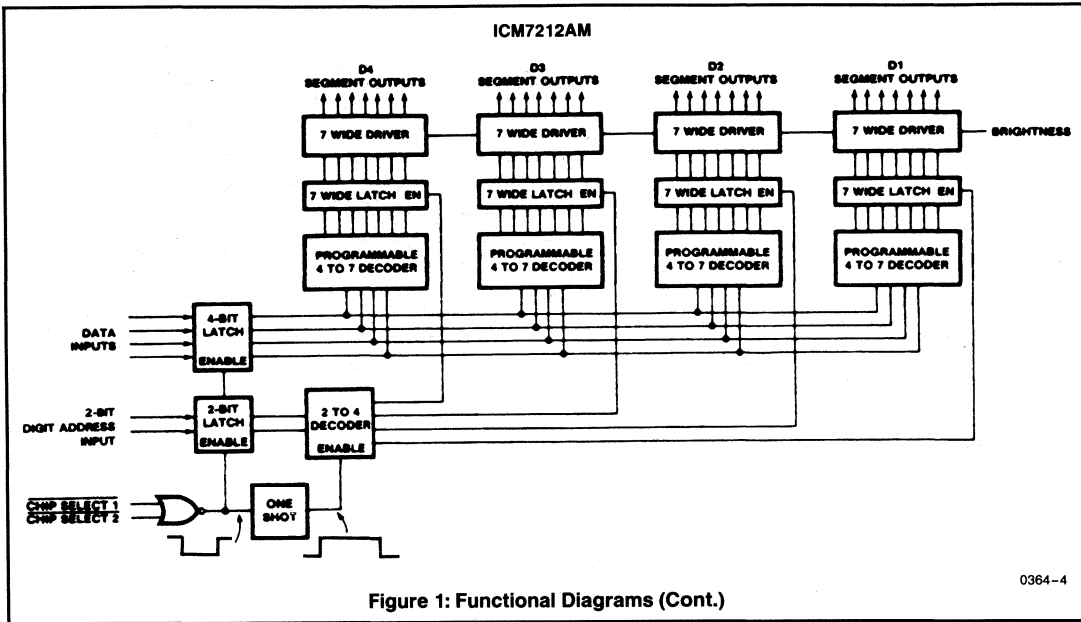 ICM7212AM
D4
SEGMENT OUTPUTS
D3
SEGMENT OUTPUTS
D2
SEGMENT OUTPUTS
D1
SEGMENT OUTPUTS
7 WIDE DRIVER
7 WIDE DRIVER
7 WIDE DRIVER
7 WIDE DRIVER
BRIGHTNESS
7 WIDE LATCH EN
7 WIDE LATCH EN
7 WIDE LATCH EN
7 WIDE LATCH EN
PROGRAMMABLE
4 TO 7 DECODER
PROGRAMMABLE
4 TO 7 DECODER
PROGRAMMABLE
4 TO 7 DECODER
PROGRAMMABLE
4 TO 7 DECODER
DATA
INPUTS
4-BIT
LATCH
ENABLE
2-BIT
DIGIT ADDRESS
INPUT
2-BIT
LATCH
ENABLE
2 TO 4
DECODER
ENABLE
CHIP SELECT 1
CHIP SELECT 2
ONE
SHOT
0364-4
Figure 1: Functional Diagrams (Cont.)